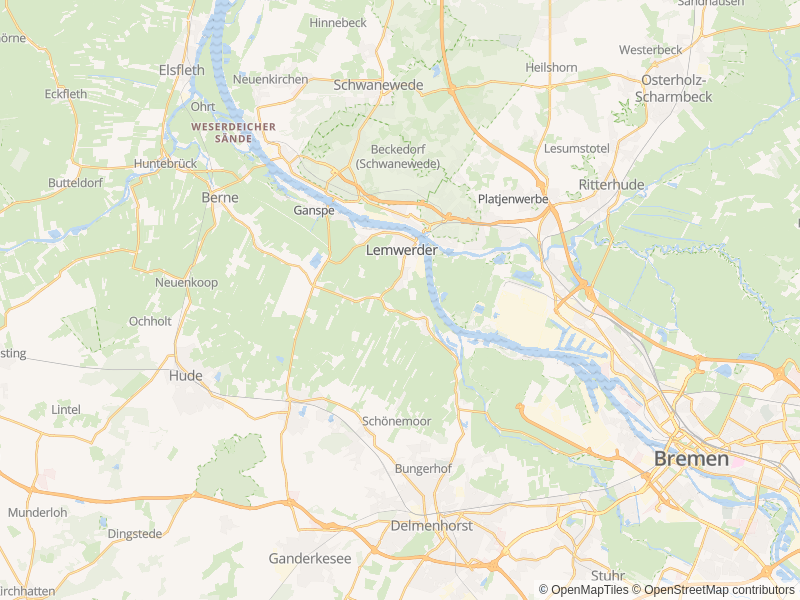 Sandhausen
Hinnebeck
Westerbeck
Elsfleth
Heilshorn
Neuenkirchen
Osterholz-
Scharmbeck
Schwanewede
Eckfleth
Ohrt
WESERDEICHER
SÄNDE
Beckedorf
(Schwanewede)
Lesumstotel
Huntebrück
Butteldorf
Ritterhude
Berne
Platjenwerbe
Ganspe
Lemwerder
Neuenkoop
Ochholt
Hude
Lintel
Schönemoor
Bremen
Bungerhof
Munderloh
Delmenhorst
Dingstede
Ganderkesee
Stuhr
© OpenMapTiles © OpenStreetMap contributors